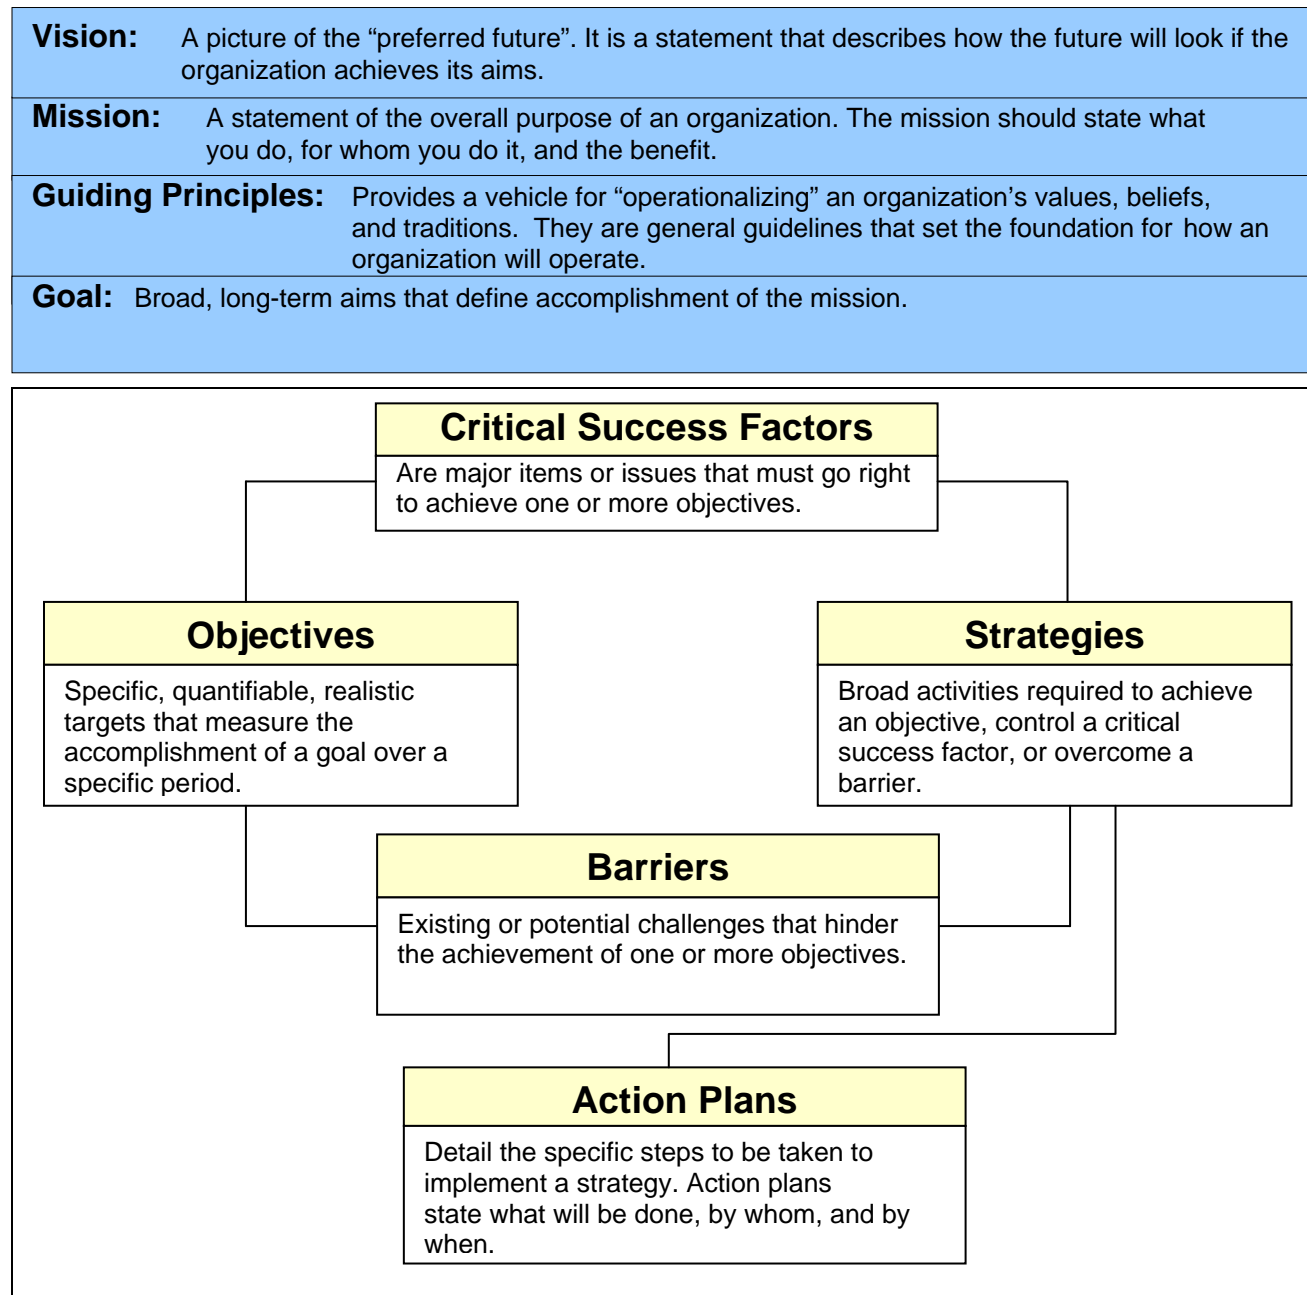 Vision: A picture of the “preferred future”. It is a statement that describes how the future will look if the
organization achieves its aims.
Mission: A statement of the overall purpose of an organization. The mission should state what
you do, for whom you do it, and the benefit.
Guiding Principles: Provides a vehicle for “operationalizing” an organization’s values, beliefs,
and traditions. They are general guidelines that set the foundation for how an
organization will operate.
Goal: Broad, long-term aims that define accomplishment of the mission.
Critical Success Factors
Are major items or issues that must go right
to achieve one or more objectives.
Objectives
Specific, quantifiable, realistic
targets that measure the
accomplishment of a goal over a
specific period.
Strategies
Broad activities required to achieve
an objective, control a critical
success factor, or overcome a
barrier.
Barriers
Existing or potential challenges that hinder
the achievement of one or more objectives.
Action Plans
Detail the specific steps to be taken to
implement a strategy. Action plans
state what will be done, by whom, and by
when.